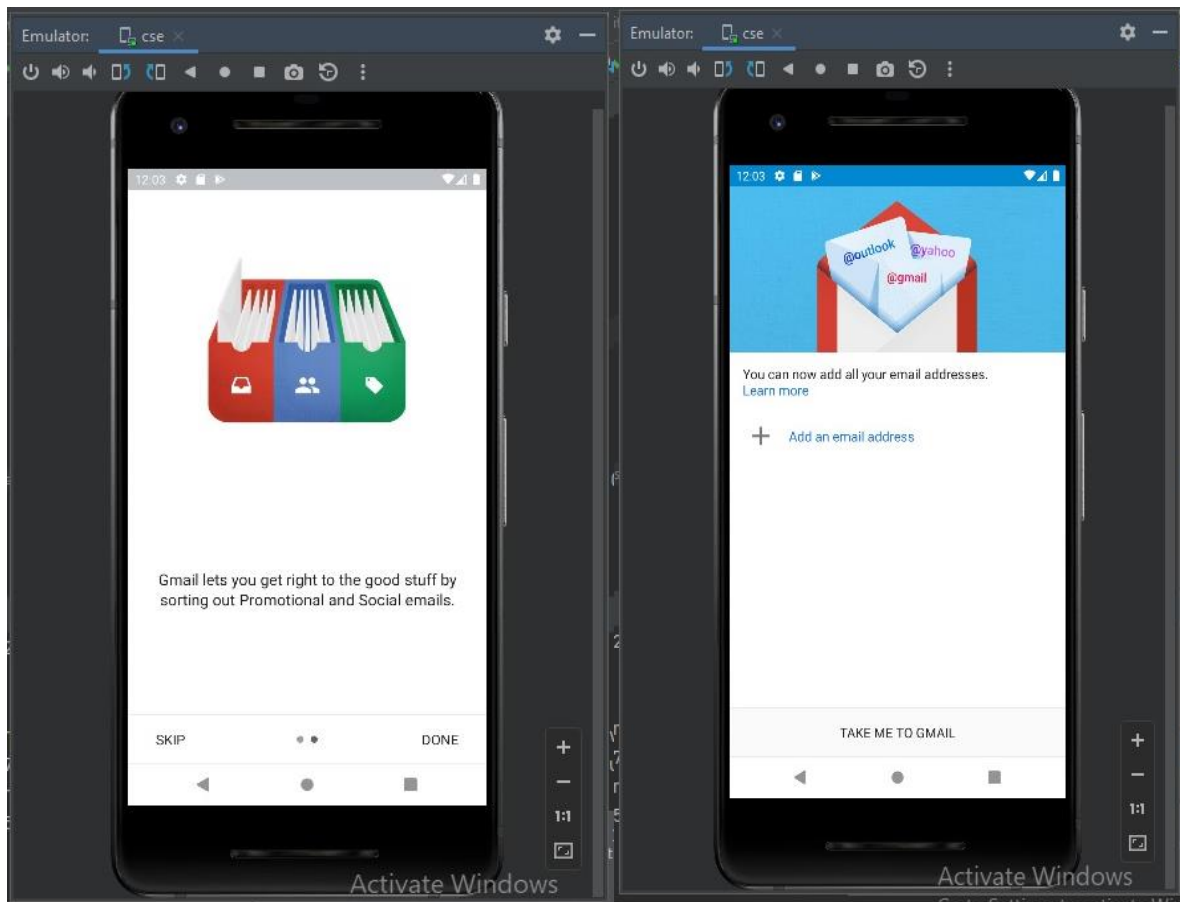 Emulator:
cse
12:03
Gmail lets you get right to the good stuff by
sorting out Promotional and Social emails.
SKIP
DONE
1:1
Activate Windows
Emulator:
cse
12:03
@outlook
@yahoo
@gmail
You can now add all your email addresses.
Learn more
Add an email address
TAKE ME TO GMAIL
1:1
Activate Windows